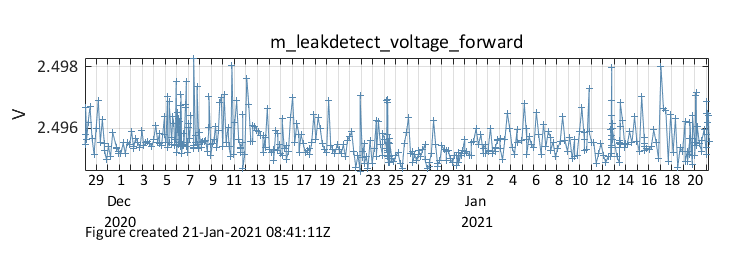 m_leakdetect_voltage_forward
2.498
V
2.496
29 1 3 5 7 9 11 13 15 17 19 21 23 25 27 29 31 2 4 6 8 10 12 14 16 18 20
Dec Jan
2020 2021
Figure created 21-Jan-2021 08:41:11Z